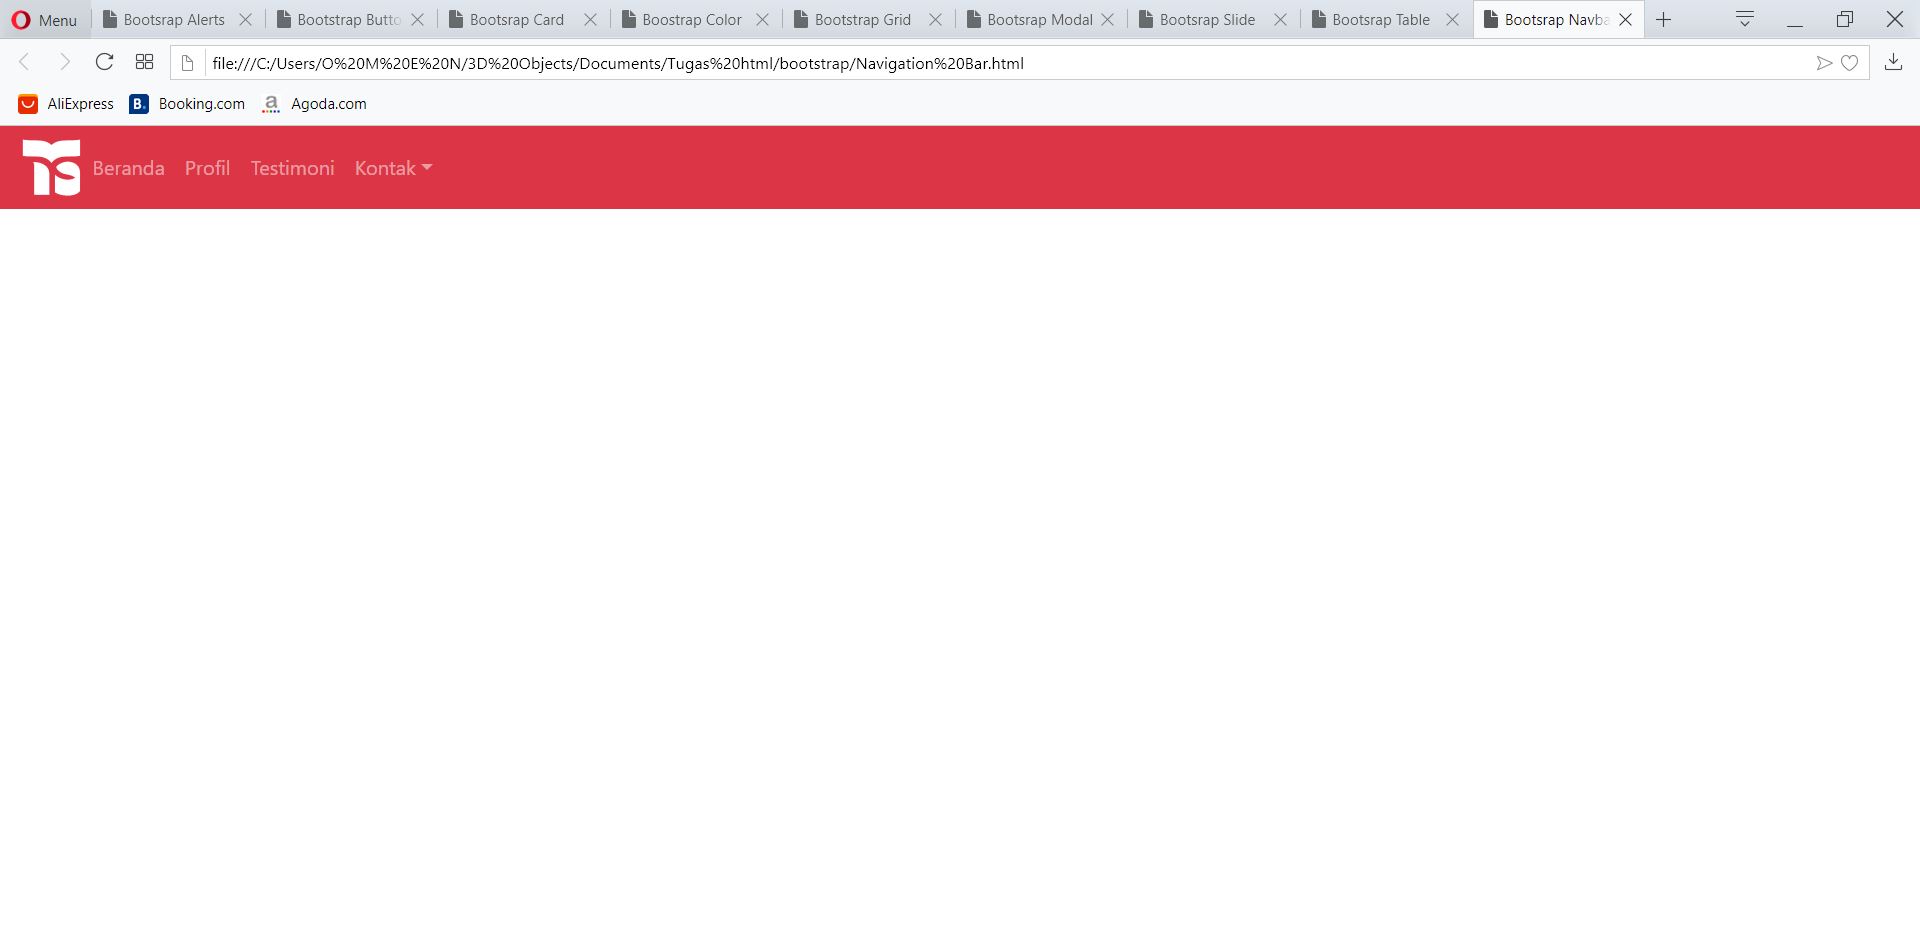 Menu Bootsrap Alerts Bootstrap Butto Bootsrap Card Boostrap Color Bootstrap Grid Bootsrap Modal Bootsrap Slide Bootsrap Table Bootsrap Navba
file:///C:/Users/O%20M%20E%20N/3D%20Objects/Documents/Tugas%20html/bootstrap/Navigation%20Bar.html
AliExpress B. Booking.com a Agoda.com
TS Beranda Profil Testimoni Kontak